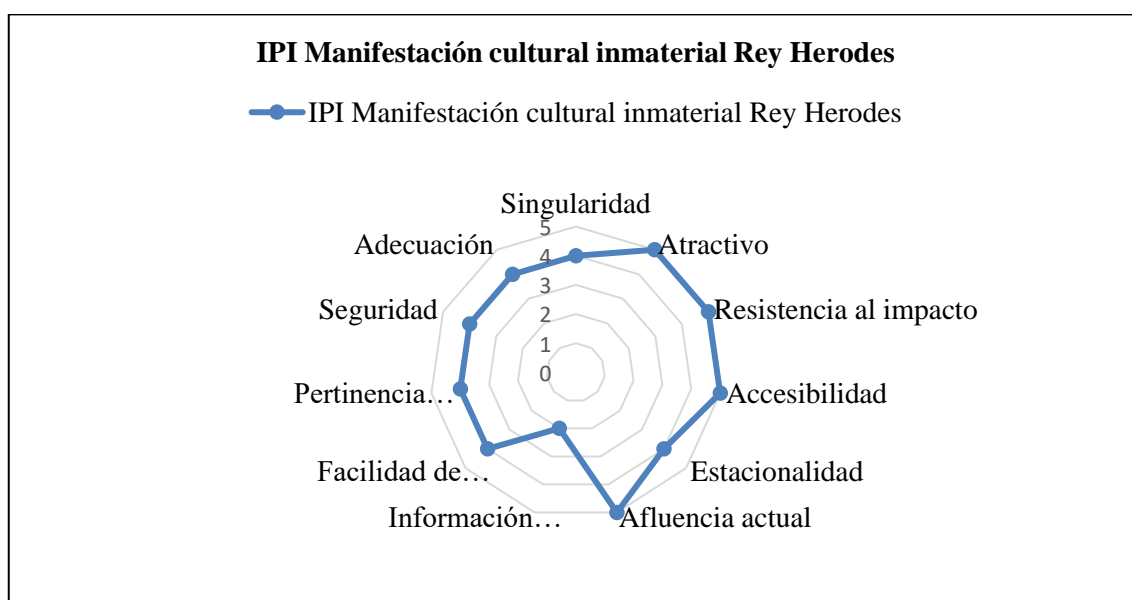 IPI Manifestación cultural inmaterial Rey Herodes
IPI Manifestación cultural inmaterial Rey Herodes
Singularidad
Atractivo
Resistencia al impacto
Accesibilidad
Estacionalidad
Afluencia actual
Información…
Facilidad de…
Pertinencia…
Seguridad
Adecuación
5
4
3
2
1
0